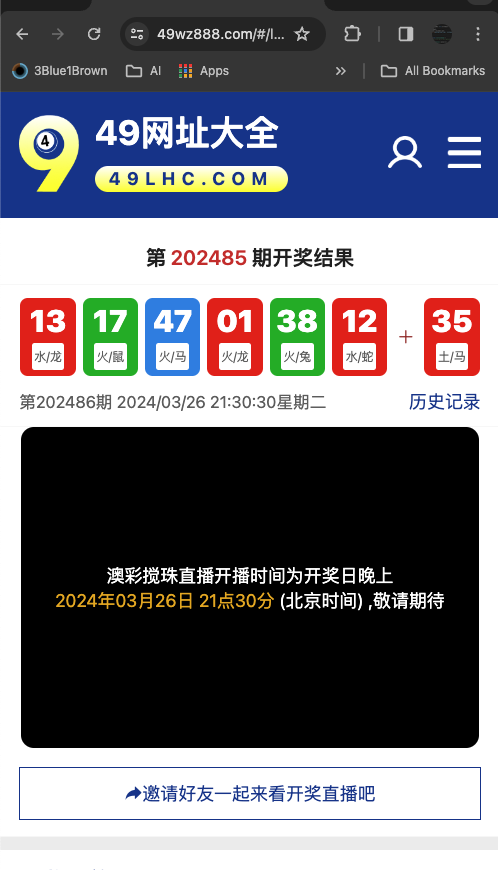 49wz888.com/#/l...
3Blue1Brown
AI
Apps
All Bookmarks
4
49网址大全
49LHC.COM
第 202485 期开奖结果
13 17 47 01 38 12 + 35
水/龙 火/鼠 火/马 火/龙 火/兔 水/蛇 土/马
第202486期 2024/03/26 21:30:30星期二
历史记录
澳彩搅珠直播开播时间为开奖日晚上
2024年03月26日 21点30分 (北京时间) ,敬请期待
邀请好友一起来看开奖直播吧